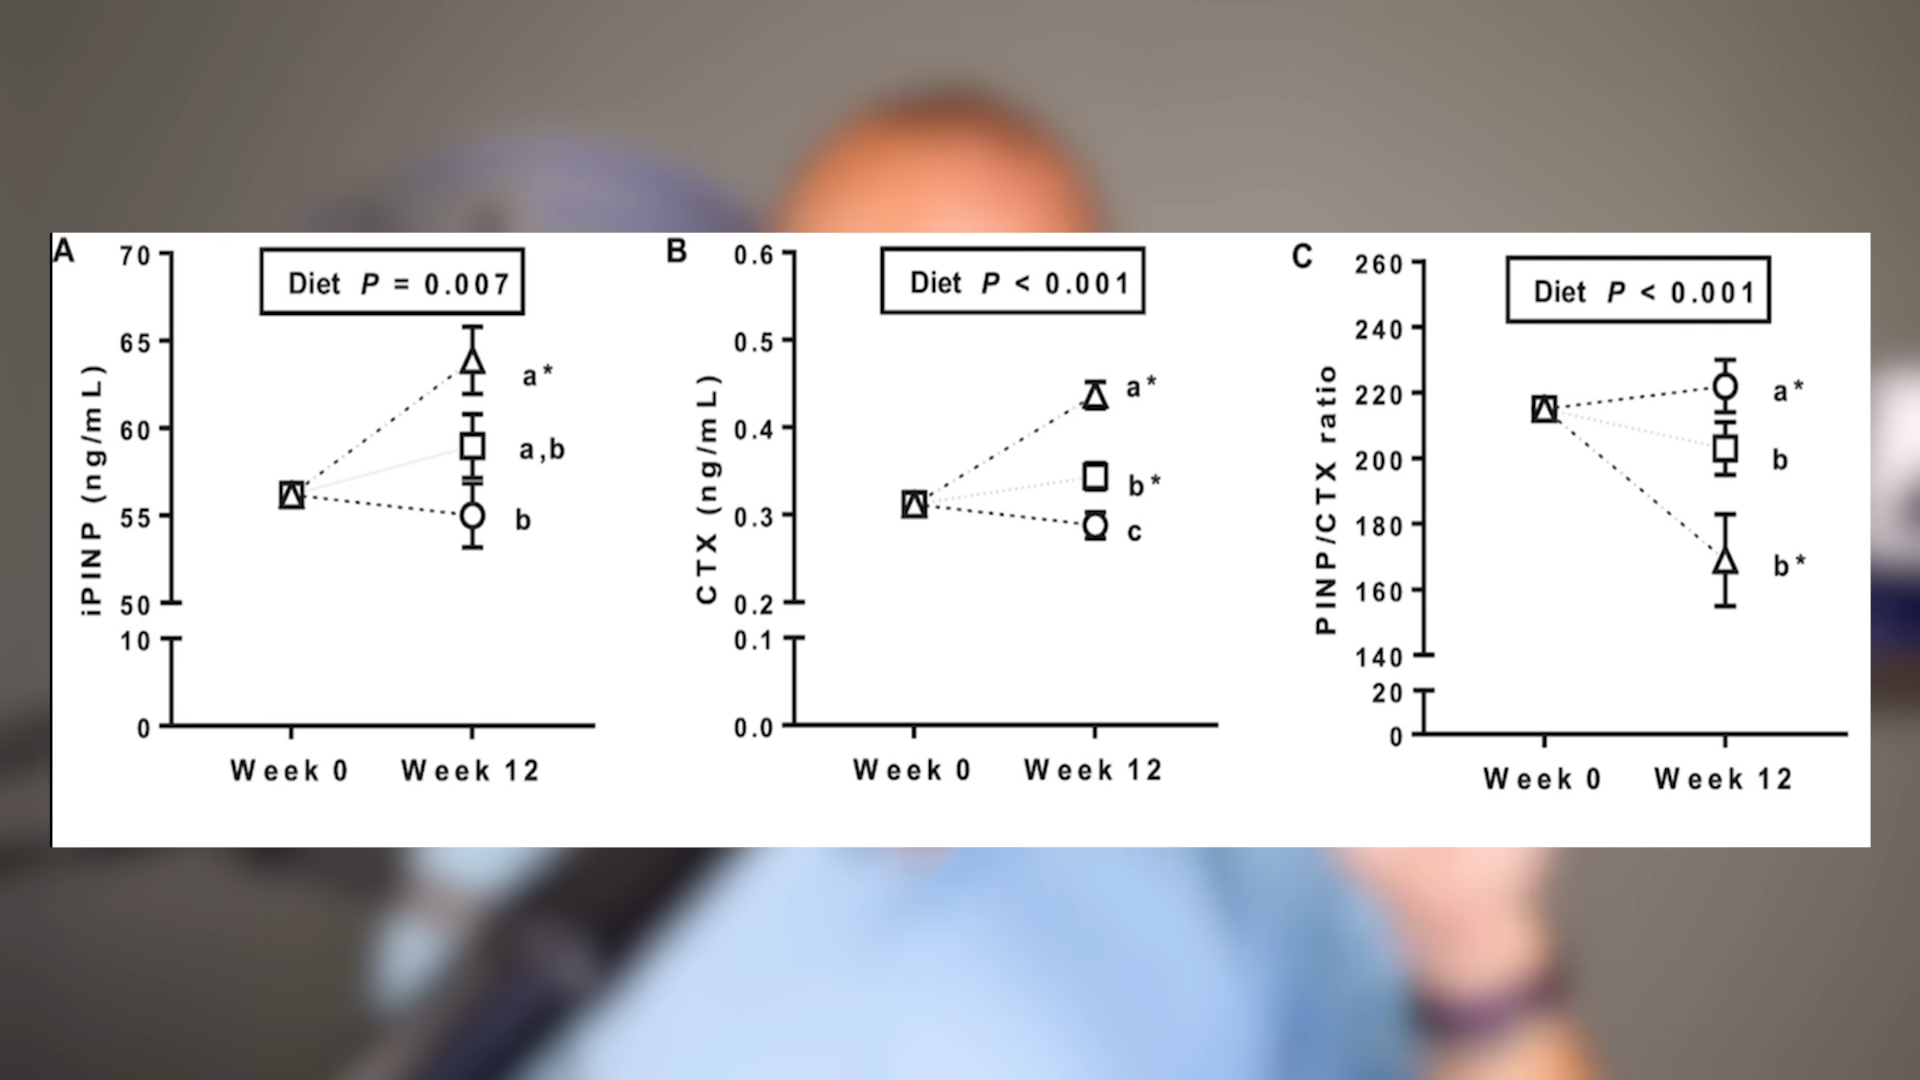 A
70
65
60
55
50
10
0
iPINP (ng/mL)
Diet P = 0.007
a*
a,b
b
Week 0 Week 12
B
0.6
0.5
0.4
0.3
0.2
0.1
0.0
CTX (ng/mL)
Diet P < 0.001
a*
b*
c
Week 0 Week 12
C
260
240
220
200
180
160
140
20
0
PINP/CTX ratio
Diet P < 0.001
a*
b
b*
Week 0 Week 12